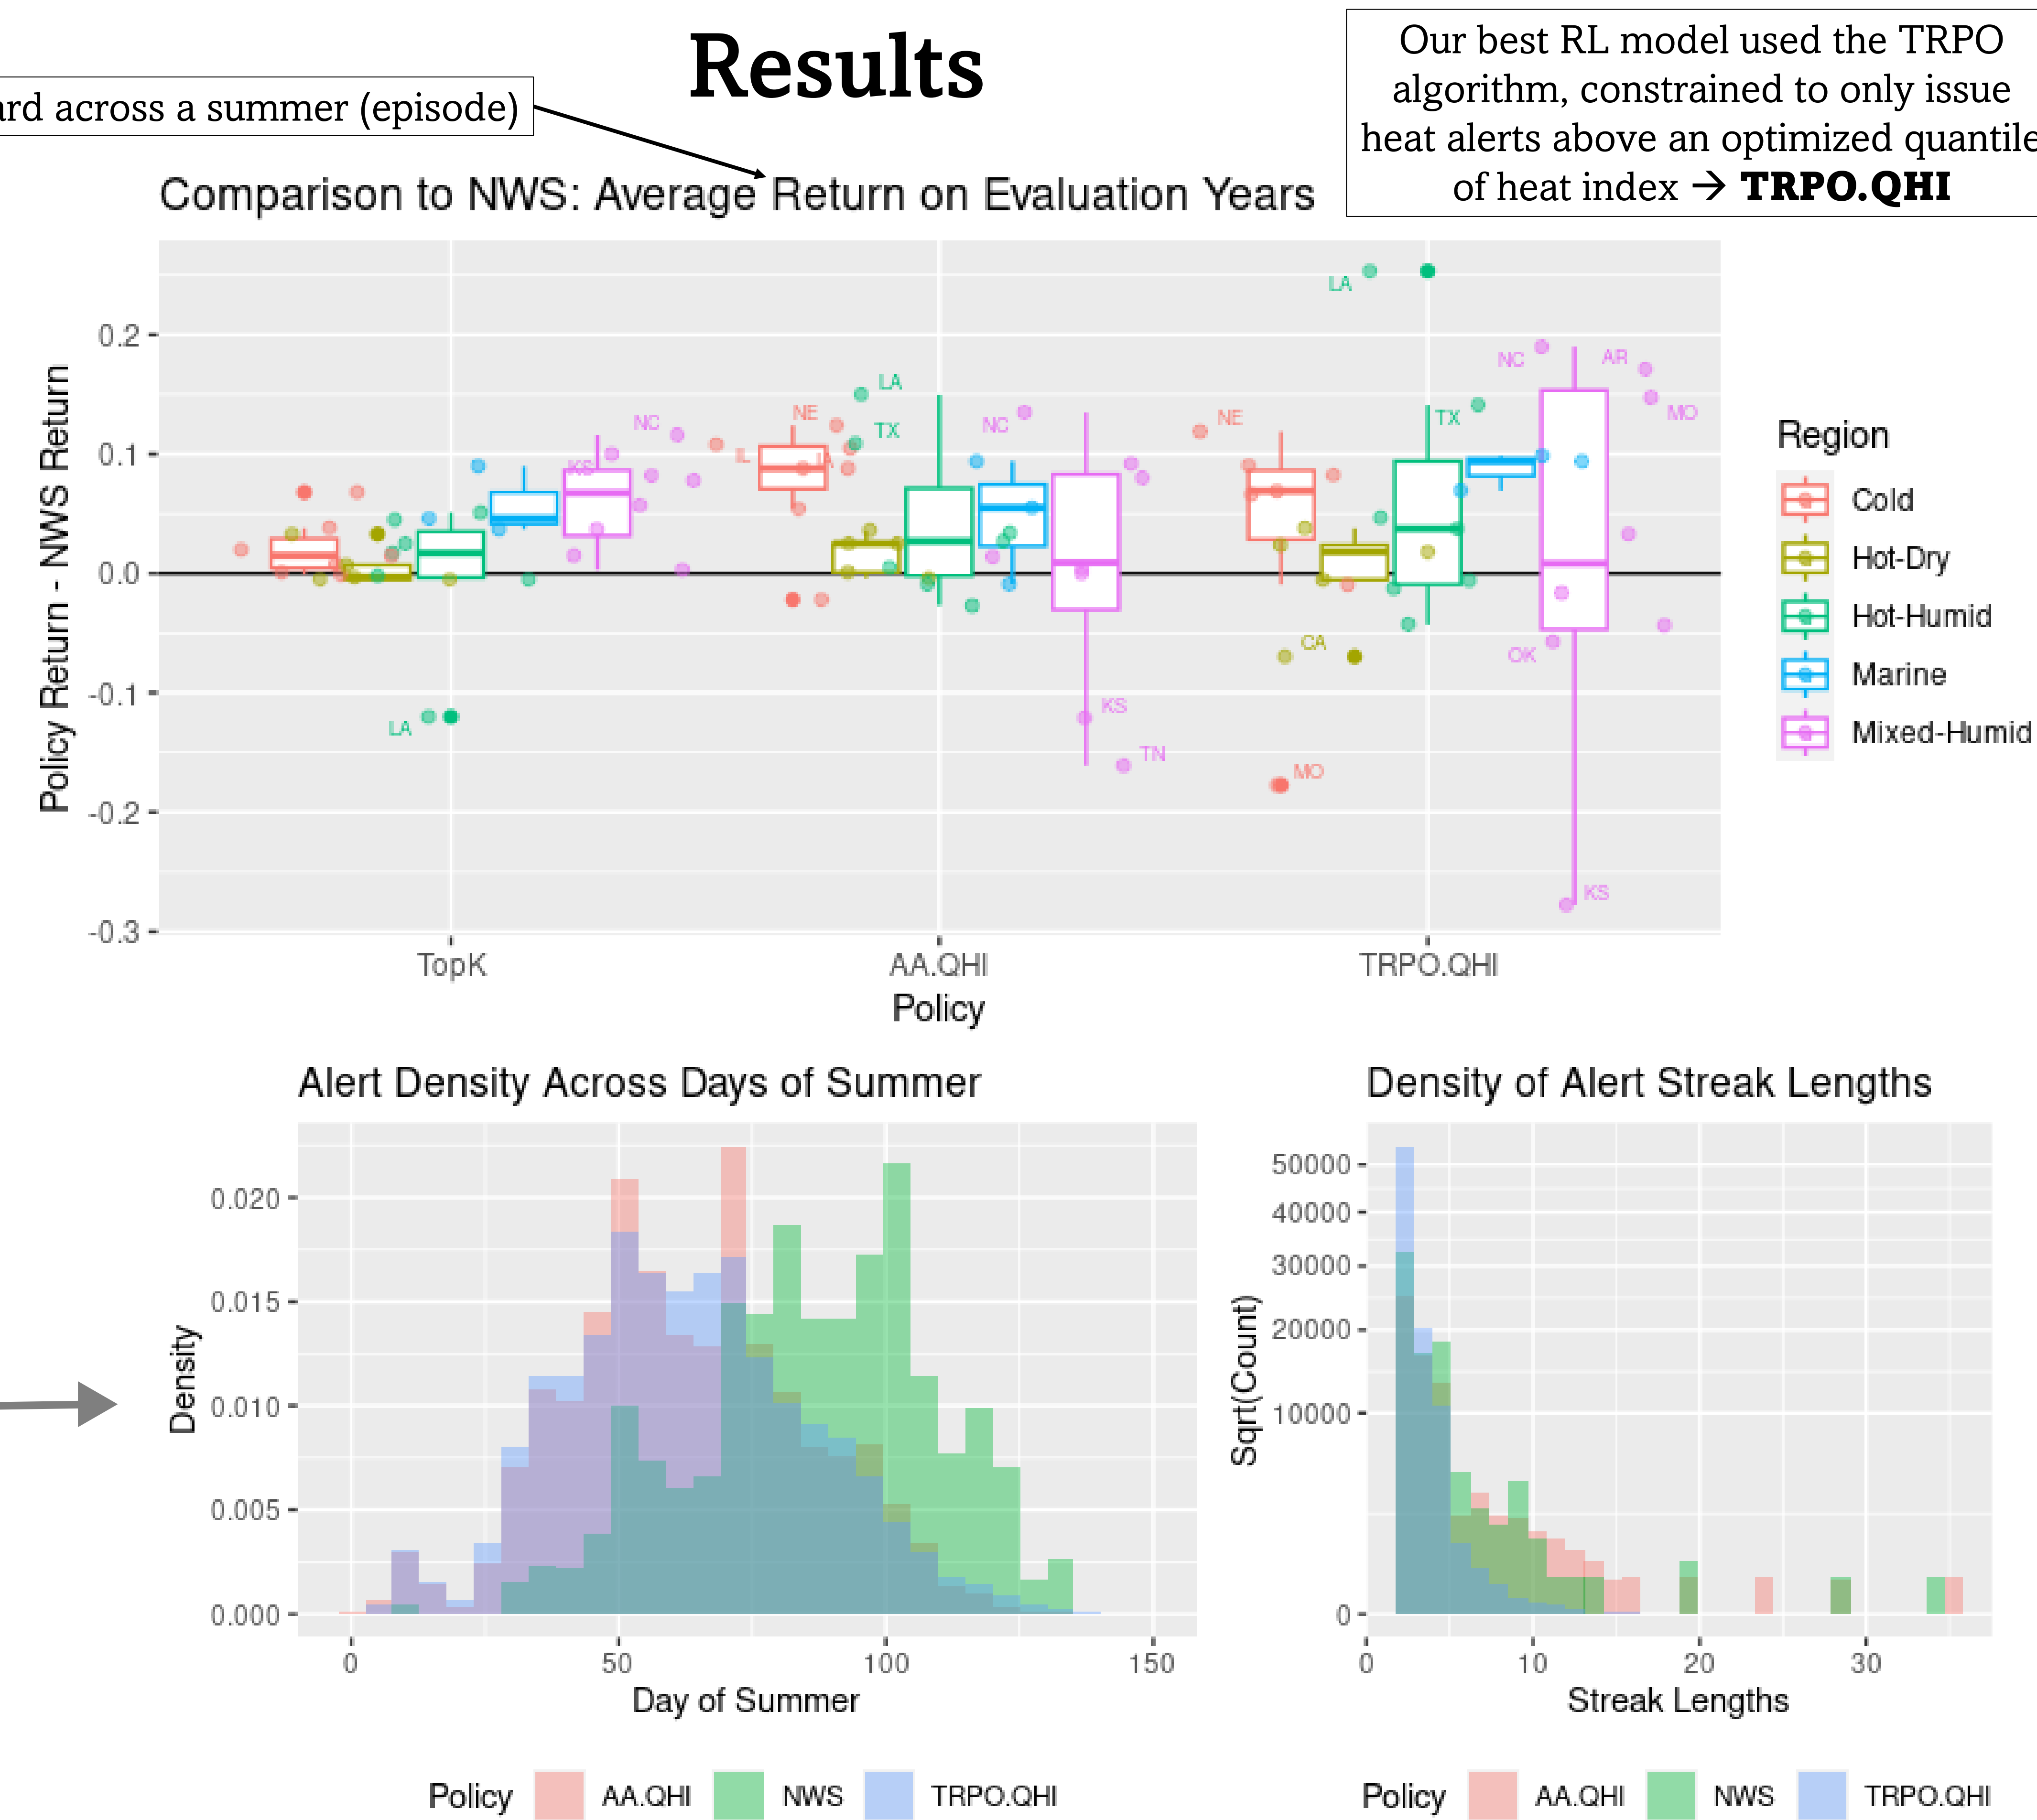 Results
ard across a summer (episode)
Our best RL model used the TRPO
algorithm, constrained to only issue
heat alerts above an optimized quantile
of heat index → TRPO.QHI
Comparison to NWS: Average Return on Evaluation Years
Policy Return - NWS Return
0.2
0.1
0.0
-0.1
-0.2
-0.3
LA
KS
NC
IL
NE
IA
LA
TX
NC
KS
TN
NE
LA
CA
MO
TX
NC
AR
MO
OK
KS
TopK
AA.QHI
TRPO.QHI
Policy
Region
Cold
Hot-Dry
Hot-Humid
Marine
Mixed-Humid
Alert Density Across Days of Summer
Density
0.020
0.015
0.010
0.005
0.000
0
50
100
150
Day of Summer
Policy
AA.QHI
NWS
TRPO.QHI
Density of Alert Streak Lengths
Sqrt(Count)
50000
40000
30000
20000
10000
0
0
10
20
30
Streak Lengths
Policy
AA.QHI
NWS
TRPO.QHI